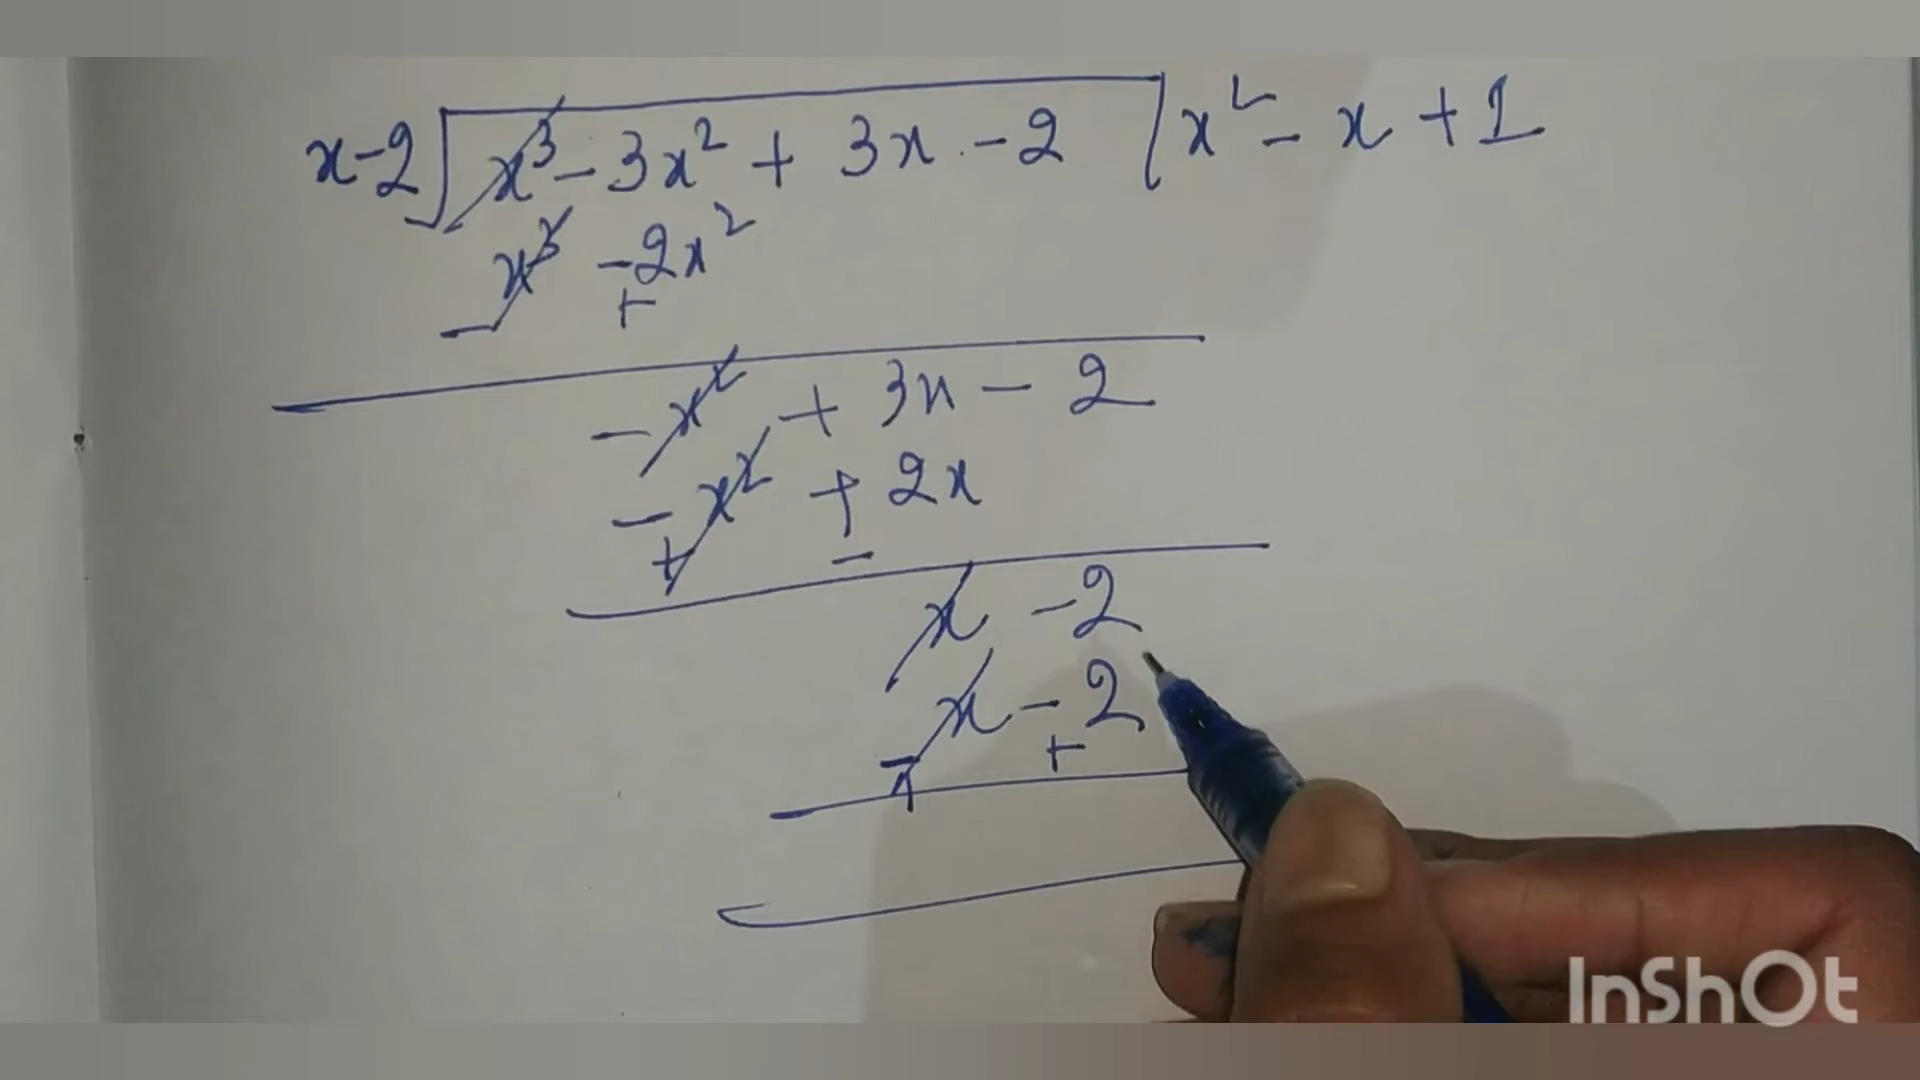 x-2 x³ - 3x² + 3x - 2 x² - x + 1
x³ - 2x²
- +
- x² + 3x - 2
- x² + 2x
+ -
x - 2
x - 2
- +
InShOt